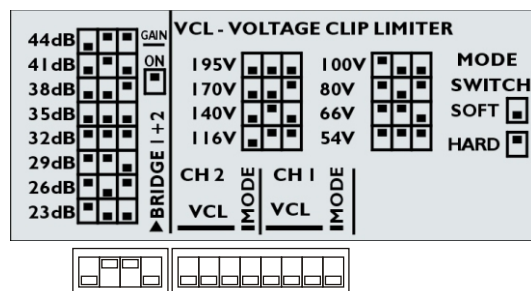 44dB
GAIN
VCL - VOLTAGE CLIP LIMITER
41dB
ON
195V
100V
MODE
38dB
170V
80V
SWITCH
35dB
140V
66V
SOFT
32dB
116V
54V
HARD
29dB
26dB
23dB
▲BRIDGE 1+2
CH 2
MODE
CH 1
MODE
VCL
VCL